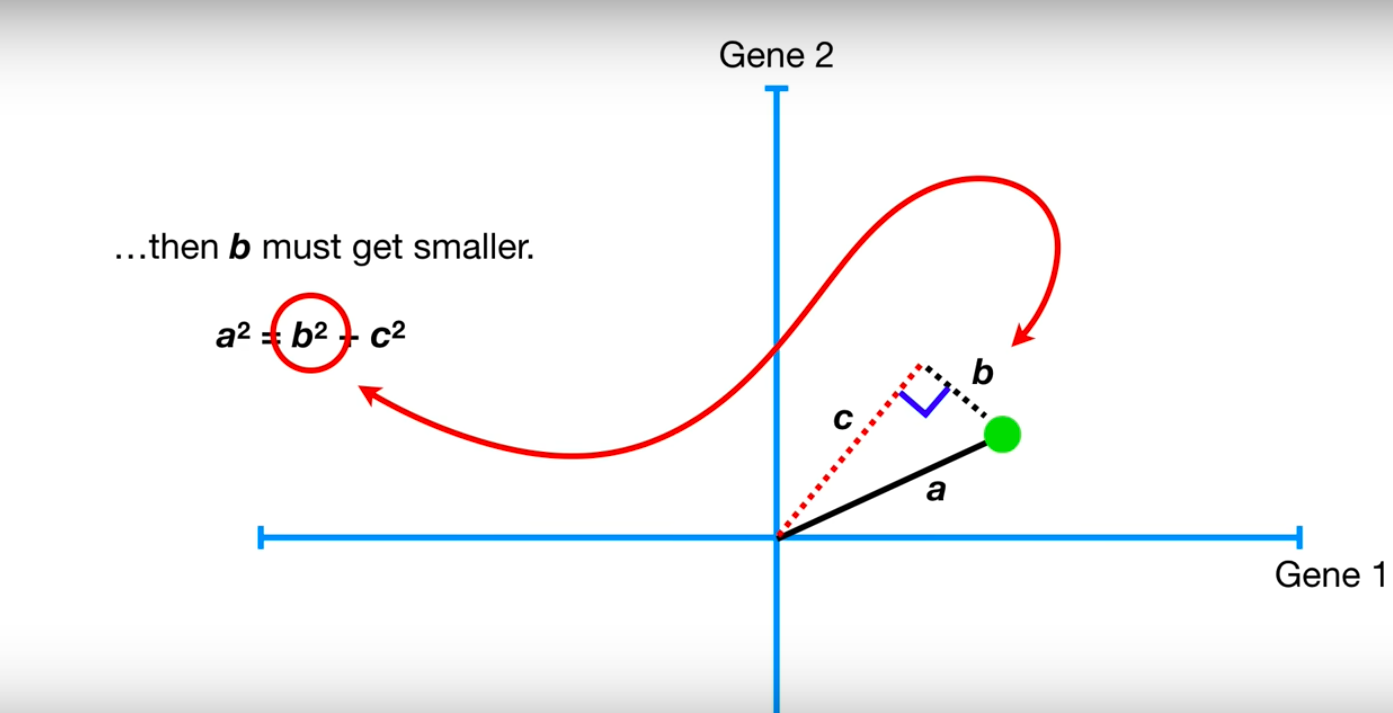 Gene 2
…then b must get smaller.
a² = b² + c²
b
c
a
Gene 1